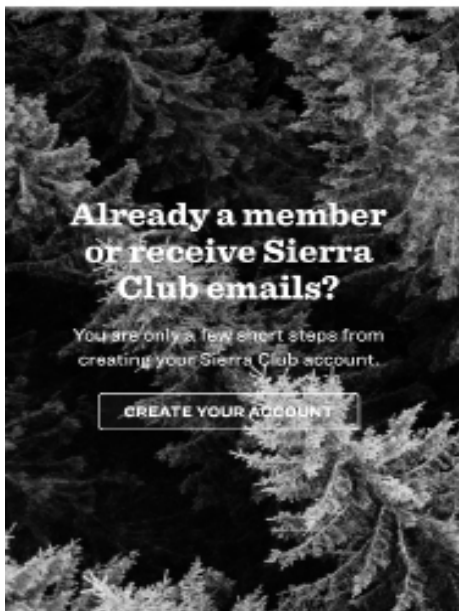 Already a member
or receive Sierra
Club emails?
You are only a few short steps from
creating your Sierra Club account.
CREATE YOUR ACCOUNT